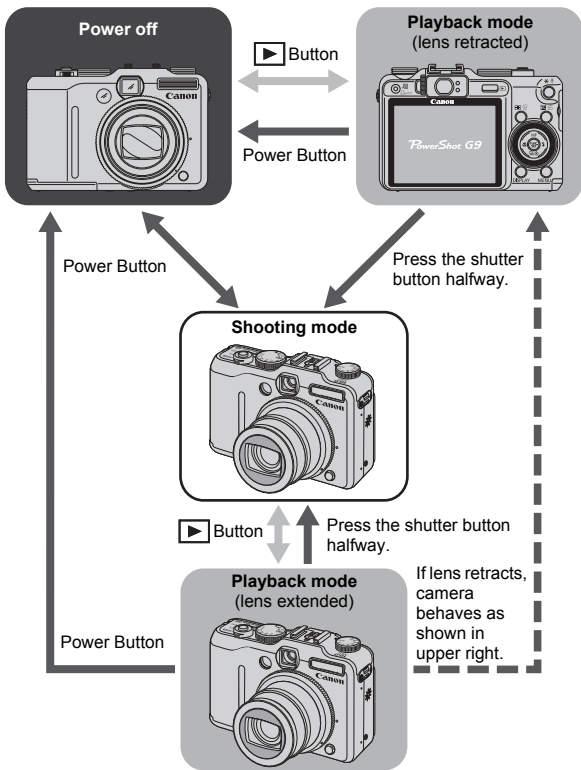 Power off
Button
Playback mode
(lens retracted)
Canon
Canon
PowerShot G9
DISPLAY
MENU
Power Button
Power Button
Press the shutter
button halfway.
Shooting mode
Canon
Button
Press the shutter button
halfway.
Playback mode
(lens extended)
If lens retracts,
camera
behaves as
shown in
upper right.
Power Button
Canon